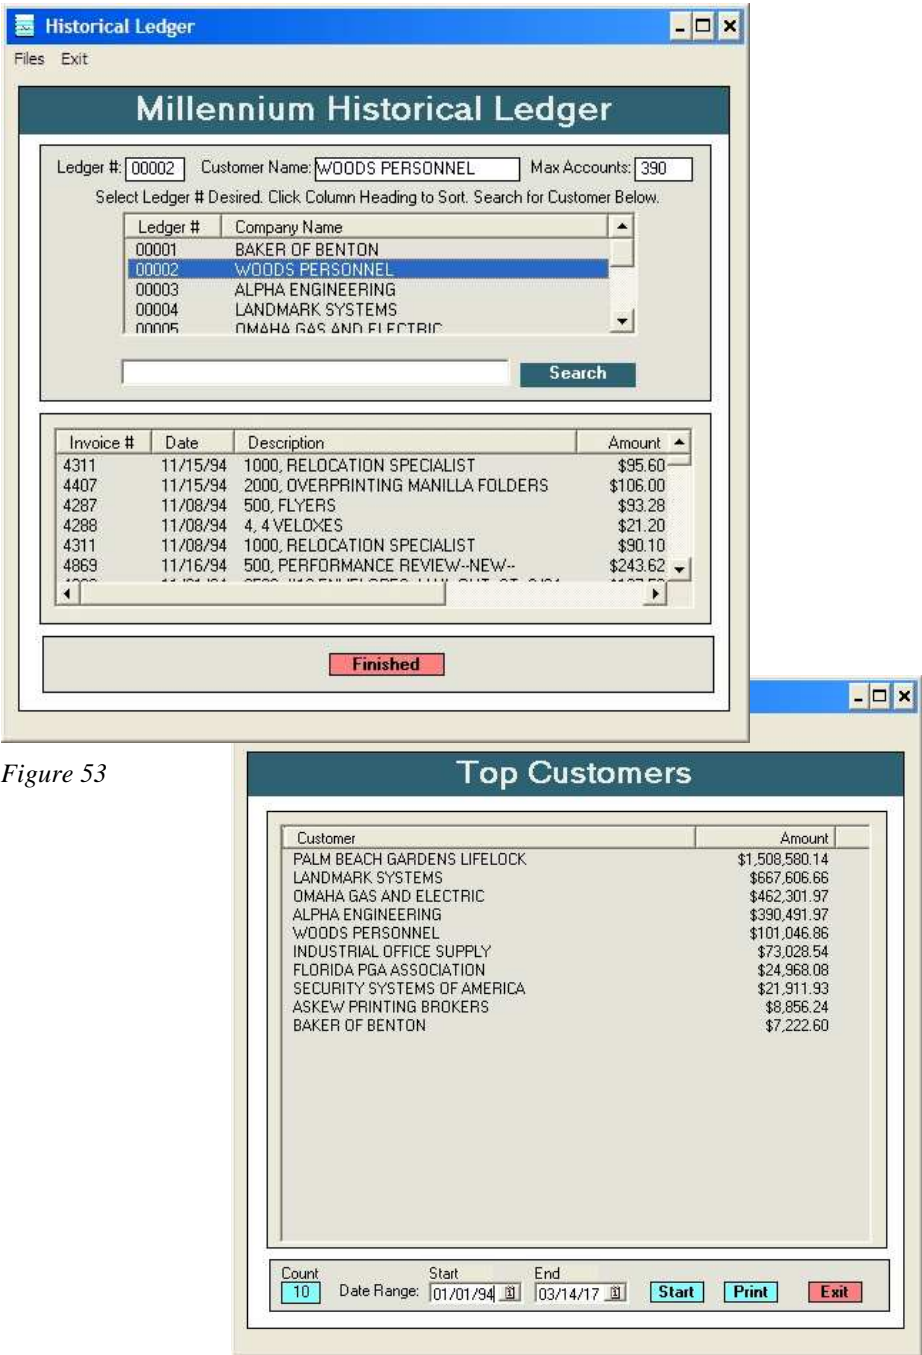 Historical Ledger
Files Exit
Millennium Historical Ledger
Ledger #: 00002 Customer Name: WOODS PERSONNEL Max Accounts: 390
Select Ledger # Desired. Click Column Heading to Sort. Search for Customer Below.
Ledger # Company Name
00001 BAKER OF BENTON
00002 WOODS PERSONNEL
00003 ALPHA ENGINEERING
00004 LANDMARK SYSTEMS
00005 OMAHA GAS AND ELECTRIC
Search
Invoice # Date Description Amount
4311 11/15/94 1000, RELOCATION SPECIALIST $95.60
4407 11/15/94 2000, OVERPRINTING MANILLA FOLDERS $106.00
4287 11/08/94 500, FLYERS $93.28
4288 11/08/94 4, 4 VELOXES $21.20
4311 11/08/94 1000, RELOCATION SPECIALIST $90.10
4869 11/16/94 500, PERFORMANCE REVIEW--NEW-- $243.62
Finished
Figure 53
Top Customers
Customer Amount
PALM BEACH GARDENS LIFELOCK $1,508,580.14
LANDMARK SYSTEMS $667,606.66
OMAHA GAS AND ELECTRIC $462,301.97
ALPHA ENGINEERING $390,491.97
WOODS PERSONNEL $101,046.86
INDUSTRIAL OFFICE SUPPLY $73,028.54
FLORIDA PGA ASSOCIATION $24,968.08
SECURITY SYSTEMS OF AMERICA $21,911.93
ASKEW PRINTING BROKERS $8,856.24
BAKER OF BENTON $7,222.60
Count Start End
10 Date Range: 01/01/94 03/14/17 Start Print Exit